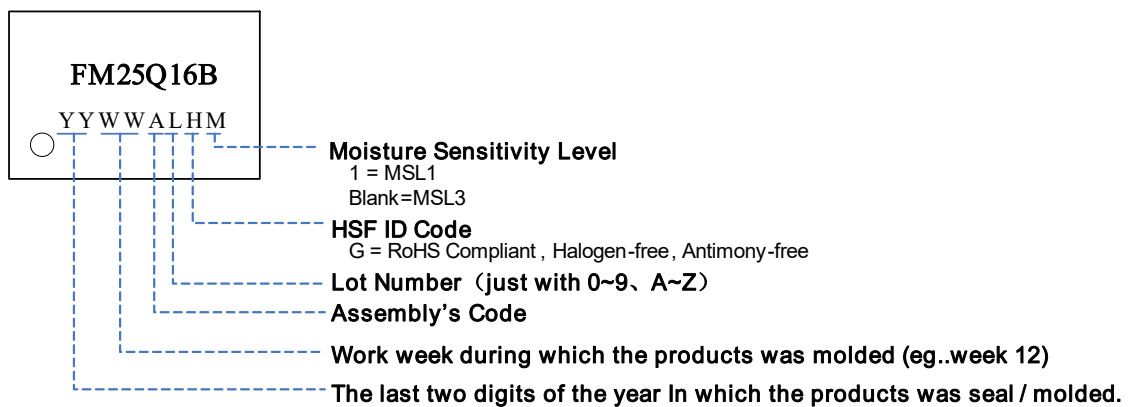 FM25Q16B
YYWWALHM
Moisture Sensitivity Level
1 = MSL1
Blank=MSL3
HSF ID Code
G = RoHS Compliant , Halogen-free, Antimony-free
Lot Number（just with 0~9、A~Z）
Assembly's Code
Work week during which the products was molded (eg..week 12)
The last two digits of the year In which the products was seal / molded.